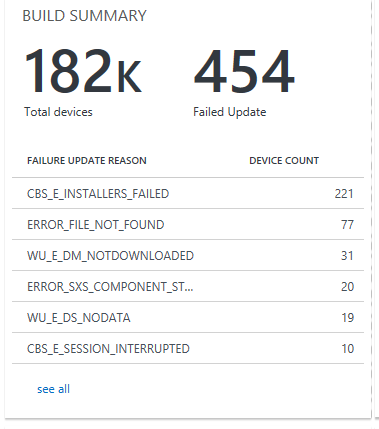 BUILD SUMMARY
182K 454
Total devices Failed Update
FAILURE UPDATE REASON DEVICE COUNT
CBS_E_INSTALLERS_FAILED 221
ERROR_FILE_NOT_FOUND 77
WU_E_DM_NOTDOWNLOADED 31
ERROR_SXS_COMPONENT_ST... 20
WU_E_DS_NODATA 19
CBS_E_SESSION_INTERRUPTED 10
see all